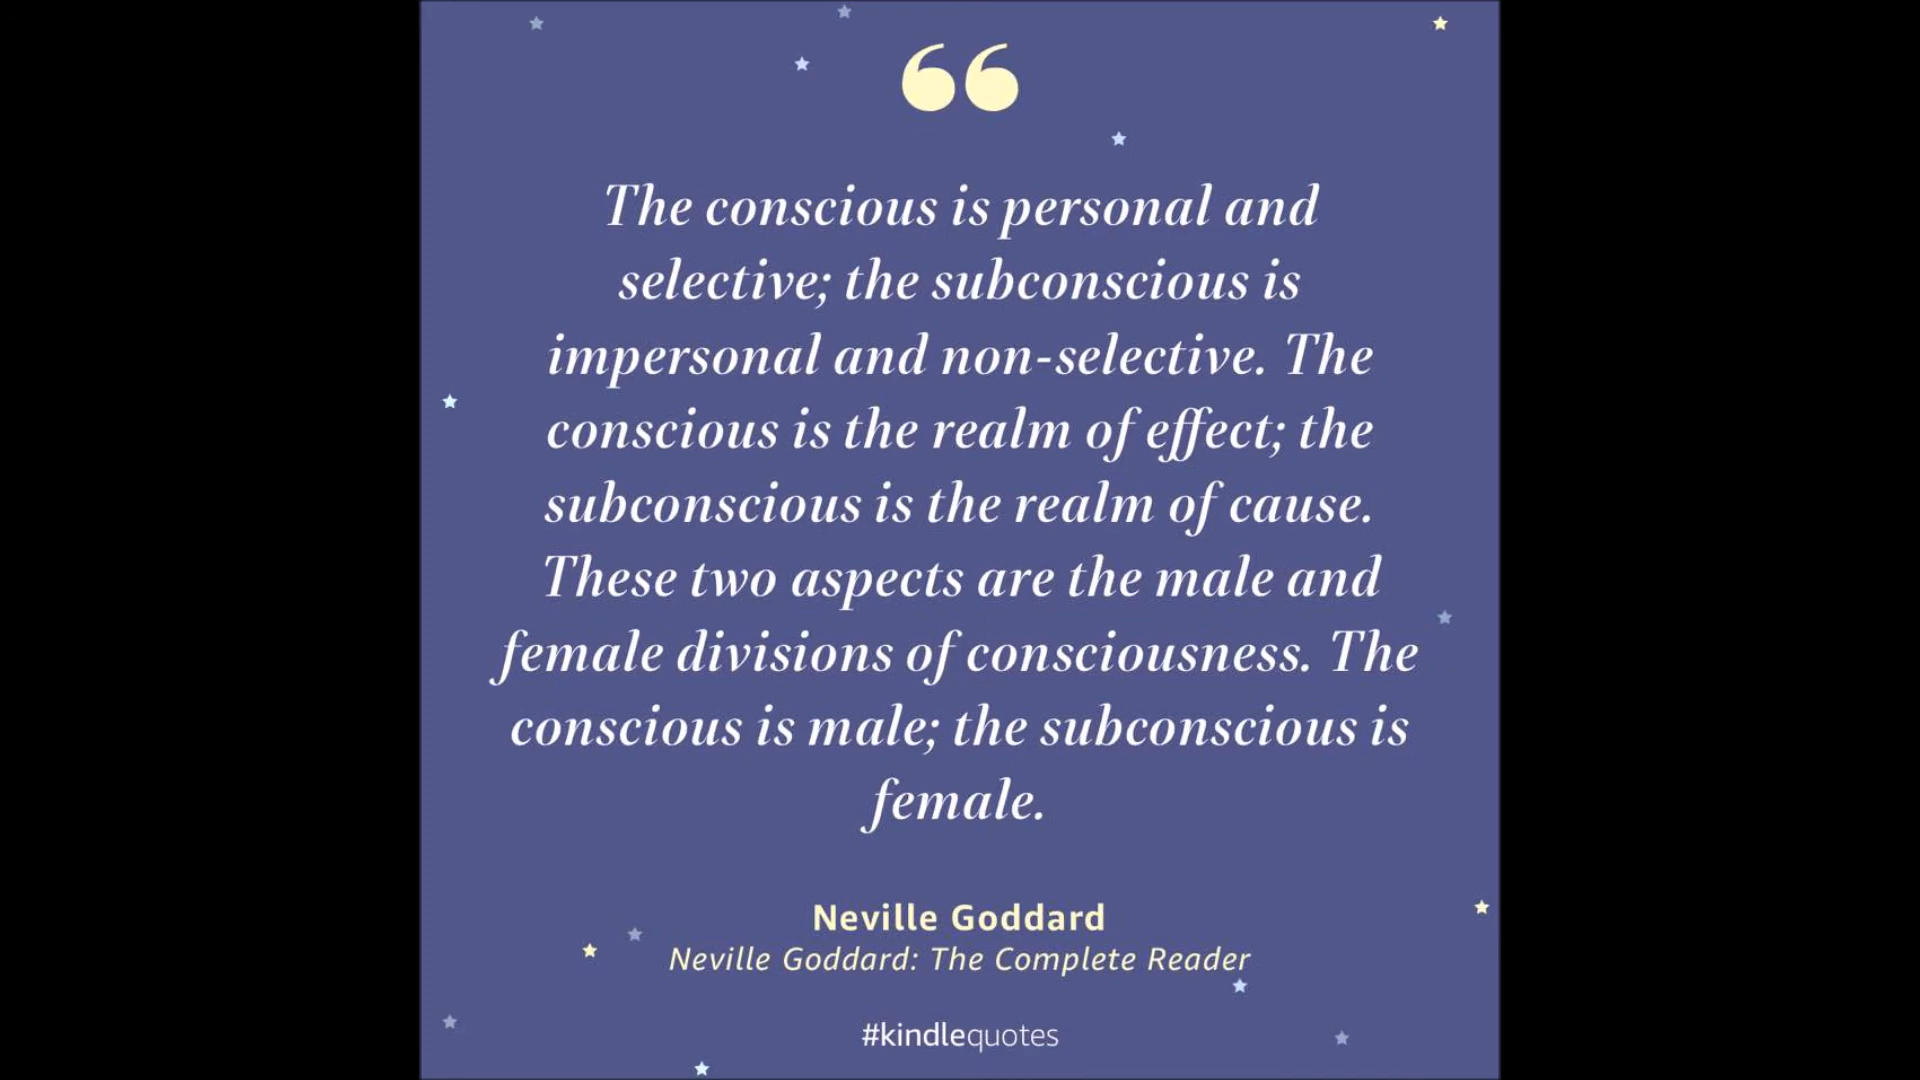 The conscious is personal and
selective; the subconscious is
impersonal and non-selective. The
conscious is the realm of effect; the
subconscious is the realm of cause.
These two aspects are the male and
female divisions of consciousness. The
conscious is male; the subconscious is
female.
Neville Goddard
Neville Goddard: The Complete Reader
#kindlequotes